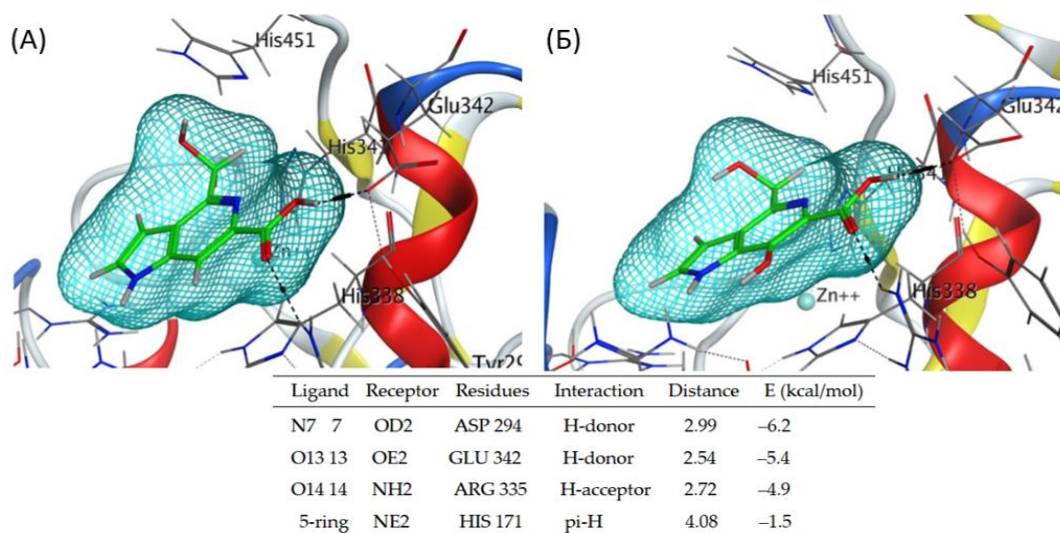 (А)
His451
Glu342
His341
His338
Tyr29
(Б)
His451
Glu342
341
Zn++
His338
Ligand Receptor Residues Interaction Distance E (kcal/mol)
N7 7 OD2 ASP 294 H-donor 2.99 –6.2
O13 13 OE2 GLU 342 H-donor 2.54 –5.4
O14 14 NH2 ARG 335 H-acceptor 2.72 –4.9
5-ring NE2 HIS 171 pi-H 4.08 –1.5